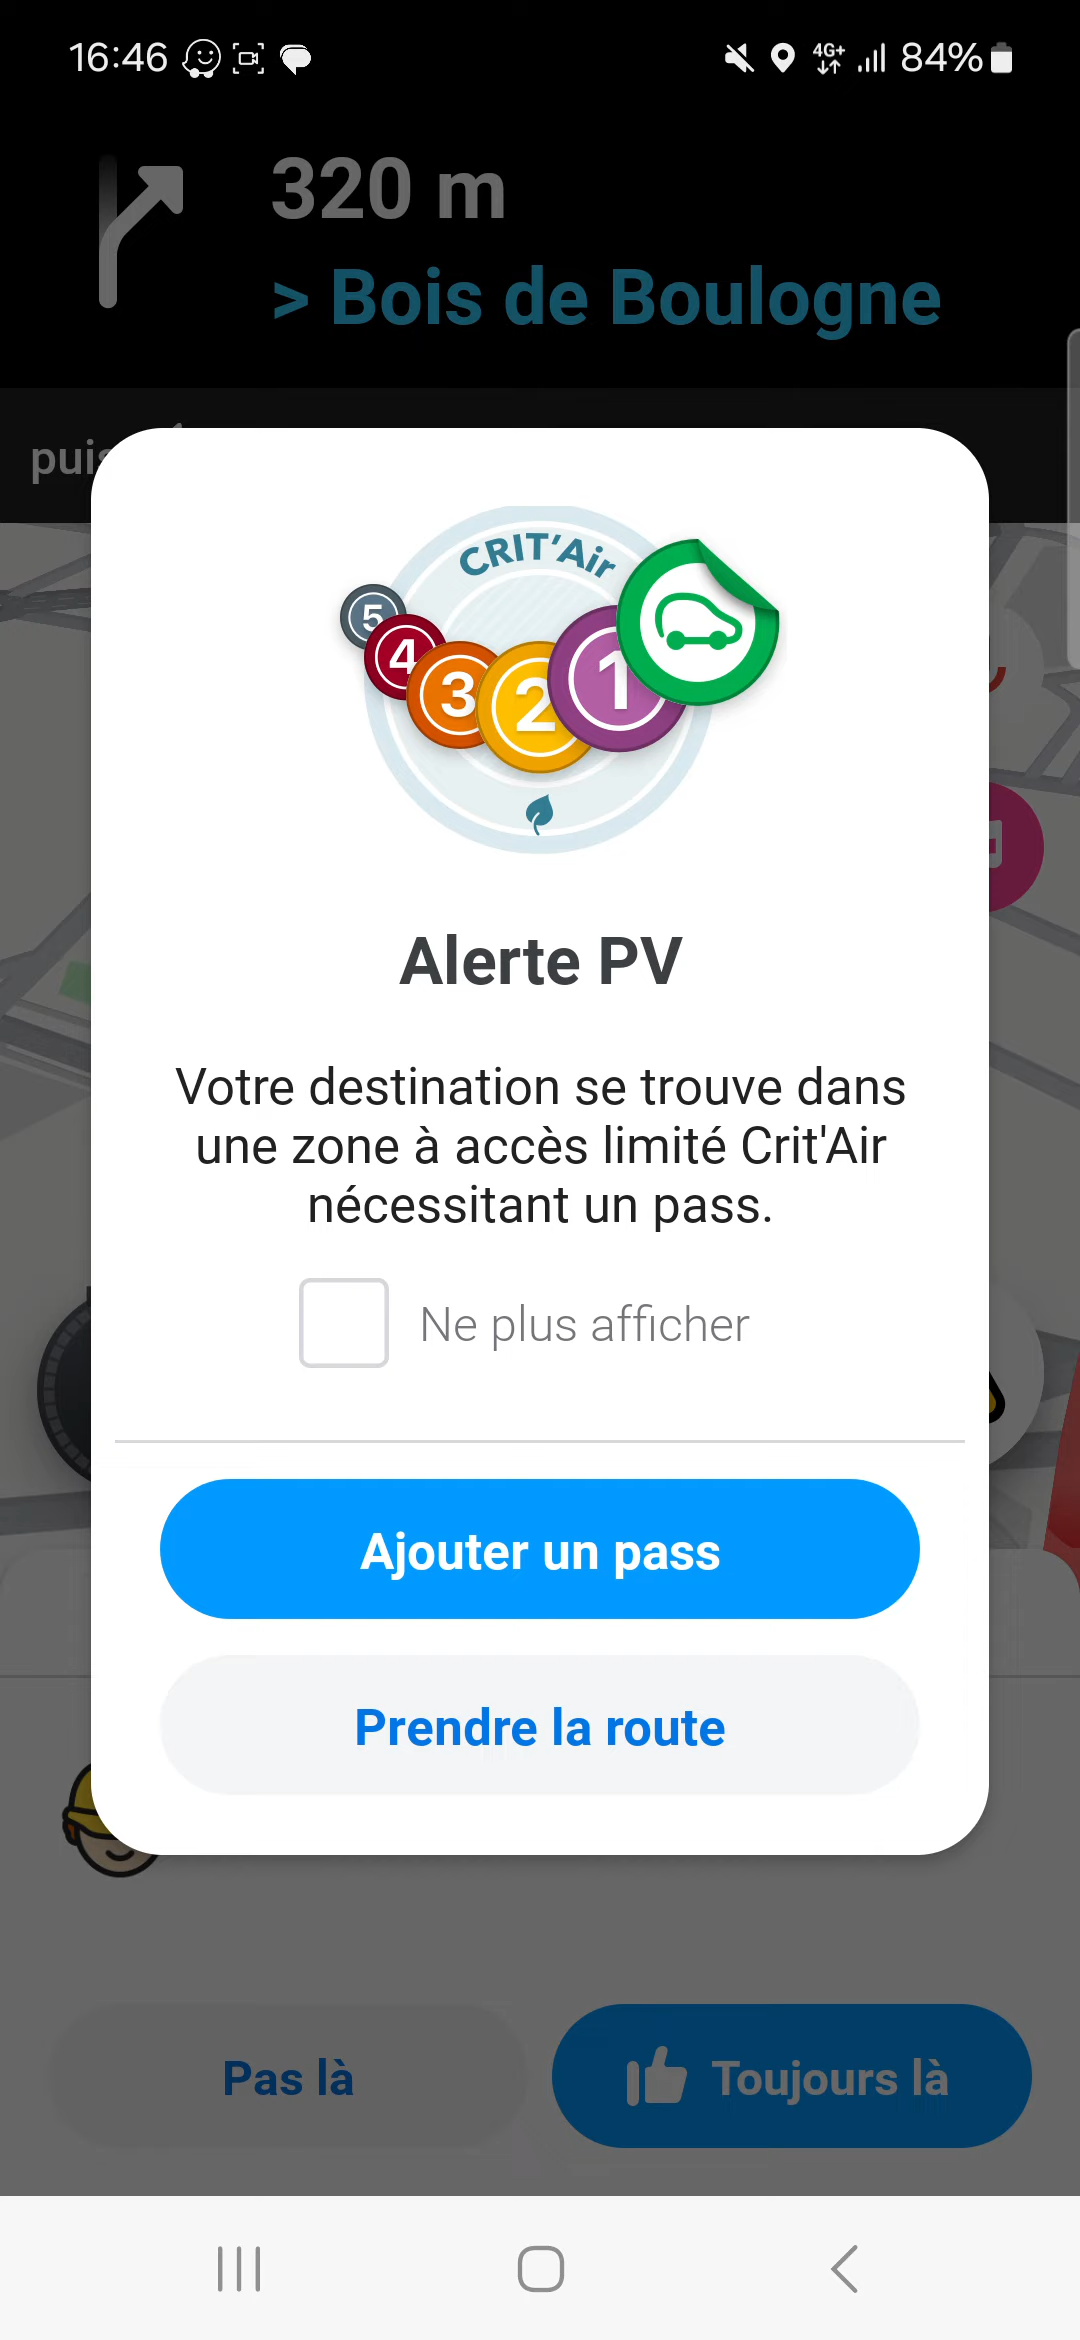 16:46
4G+
84%
320 m
> Bois de Boulogne
CRIT'Air
5
4
3
2
1
Alerte PV
Votre destination se trouve dans
une zone à accès limité Crit'Air
nécessitant un pass.
Ne plus afficher
Ajouter un pass
Prendre la route
Pas là
Toujours là